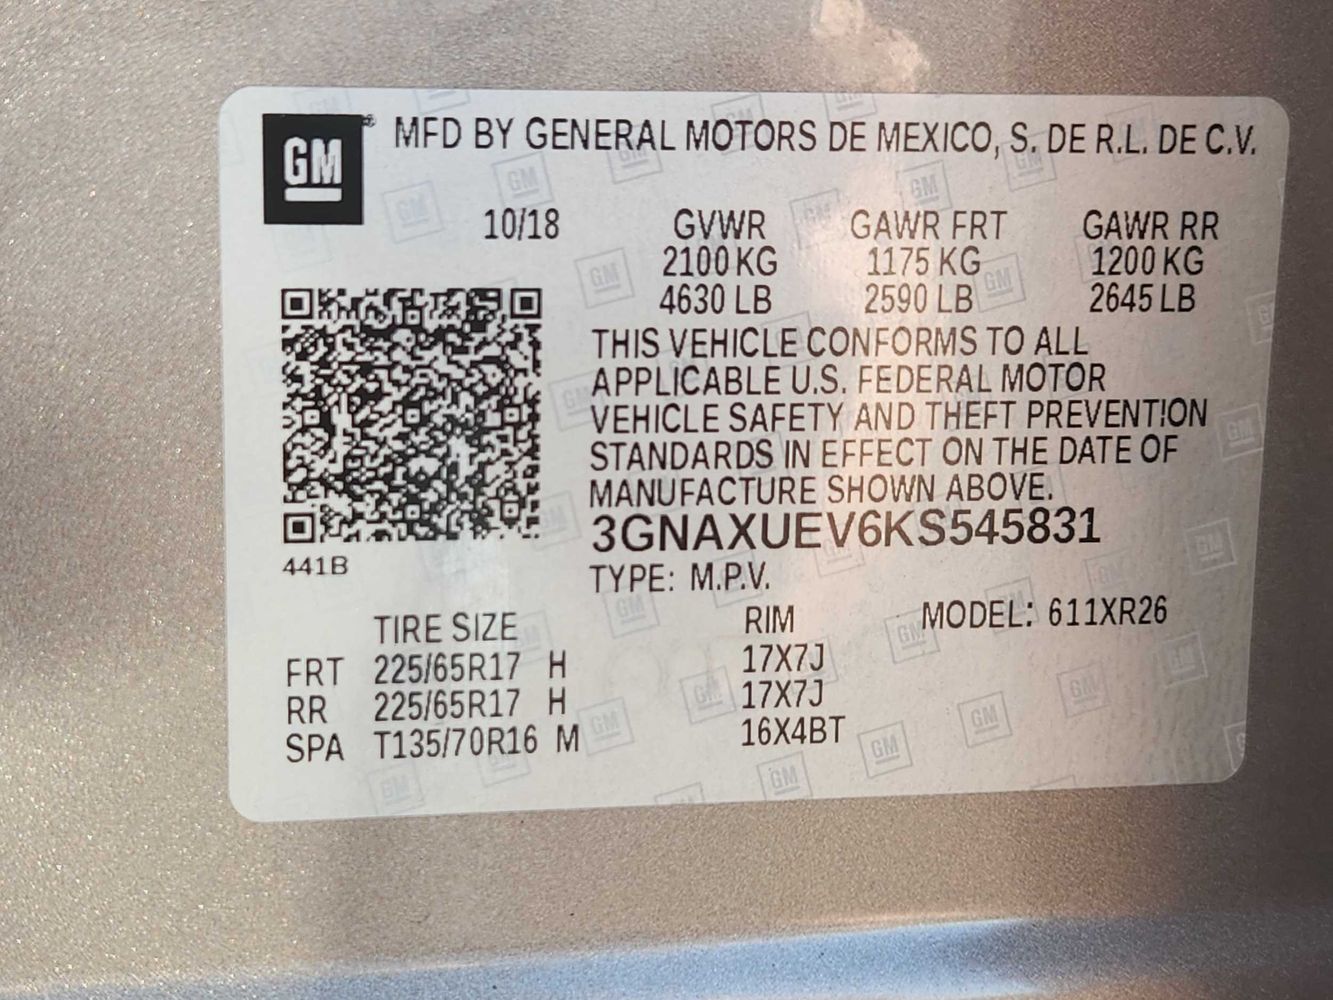 GM® MFD BY GENERAL MOTORS DE MEXICO, S. DE R.L. DE C.V.
10/18 GVWR GAWR FRT GAWR RR
2100 KG 1175 KG 1200 KG
4630 LB 2590 LB 2645 LB
THIS VEHICLE CONFORMS TO ALL
APPLICABLE U.S. FEDERAL MOTOR
VEHICLE SAFETY AND THEFT PREVENTION
STANDARDS IN EFFECT ON THE DATE OF
MANUFACTURE SHOWN ABOVE.
3GNAXUEV6KS545831
441B
TYPE: M.P.V.
TIRE SIZE RIM MODEL: 611XR26
FRT 225/65R17 H 17X7J
RR 225/65R17 H 17X7J
SPA T135/70R16 M 16X4BT